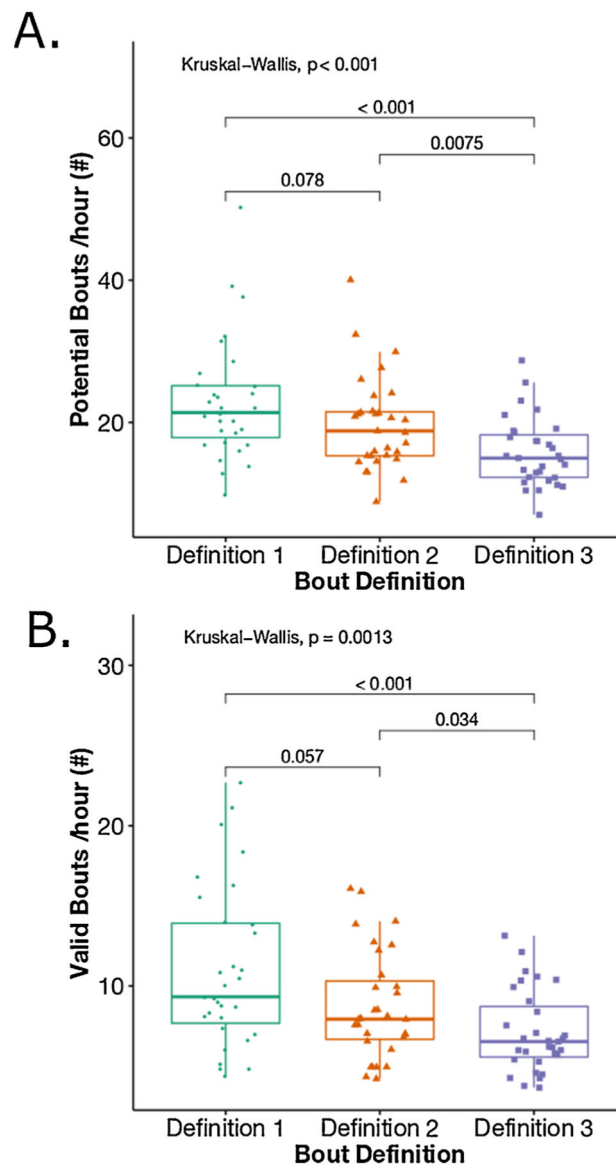 A.
Kruskal-Wallis, p< 0.001
< 0.001
0.0075
0.078
60
40
20
Potential Bouts /hour (#)
Definition 1 Definition 2 Definition 3
Bout Definition
B.
Kruskal-Wallis, p = 0.0013
30
< 0.001
0.034
0.057
20
10
Valid Bouts /hour (#)
Definition 1 Definition 2 Definition 3
Bout Definition